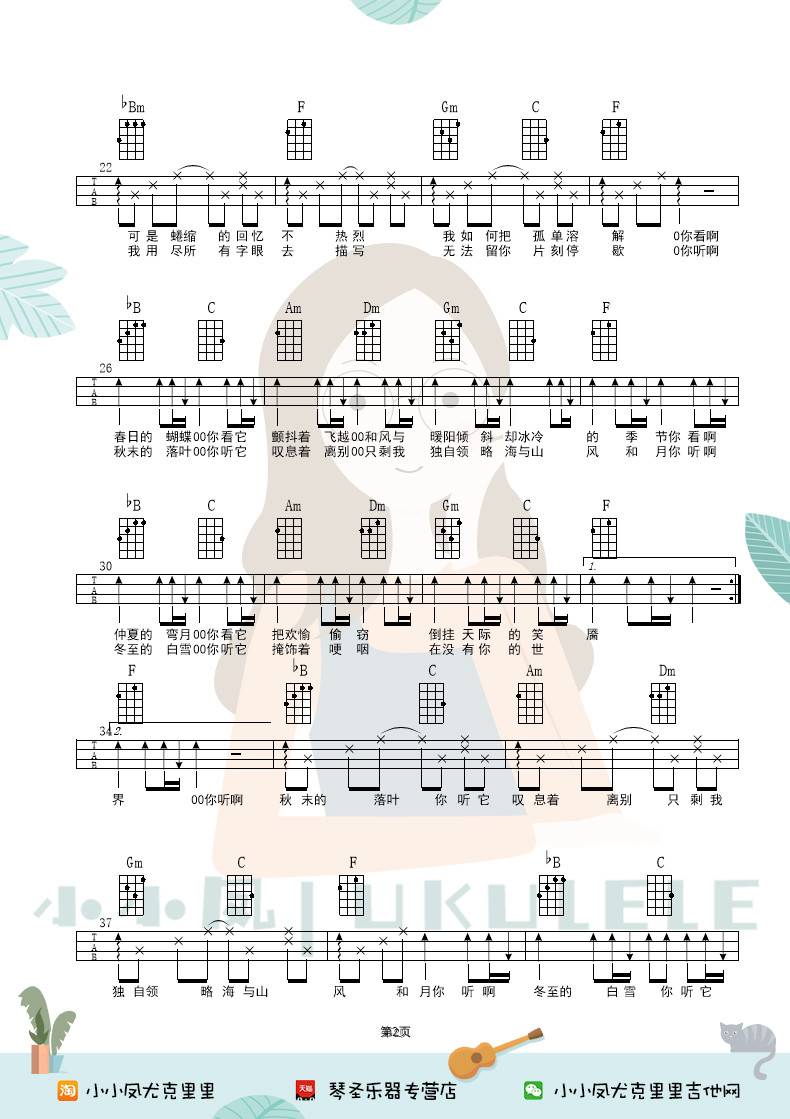 ♭Bm F Gm C F
22
T
A
B
可是 蜷缩 的回忆 不 热烈 我如 何把 孤单溶 解 0你看啊
我用 尽所 有字眼 去 描写 无法 留你 片刻停 歇 0你听啊
♭B C Am Dm Gm C F
26
T
A
B
春日的 蝴蝶00你看它 颤抖着 飞越00和风与 暖阳倾 斜 却冰冷 的 季 节你 看啊
秋末的 落叶00你听它 叹息着 离别00只剩我 独自领 略 海与山 风 和 月你 听啊
♭B C Am Dm Gm C F
30
1.
T
A
B
仲夏的 弯月00你看它 把欢愉 偷 窃 倒挂 天 际 的 笑 靥
冬至的 白雪00你听它 掩饰着 哽 咽 在没 有你 的 世
F ♭B C Am Dm
34
2.
T
A
B
界 00你听啊 秋 末的 落叶 你 听 它 叹 息着 离别 只 剩 我
Gm C F ♭B C
小小凤 | UKULELE
37
T
A
B
独 自领 略 海 与山 风 和 月你 听啊 冬至的 白雪 你 听它
第2页
淘 小小凤尤克里里 天猫 琴圣乐器专营店 小小凤尤克里里吉他网